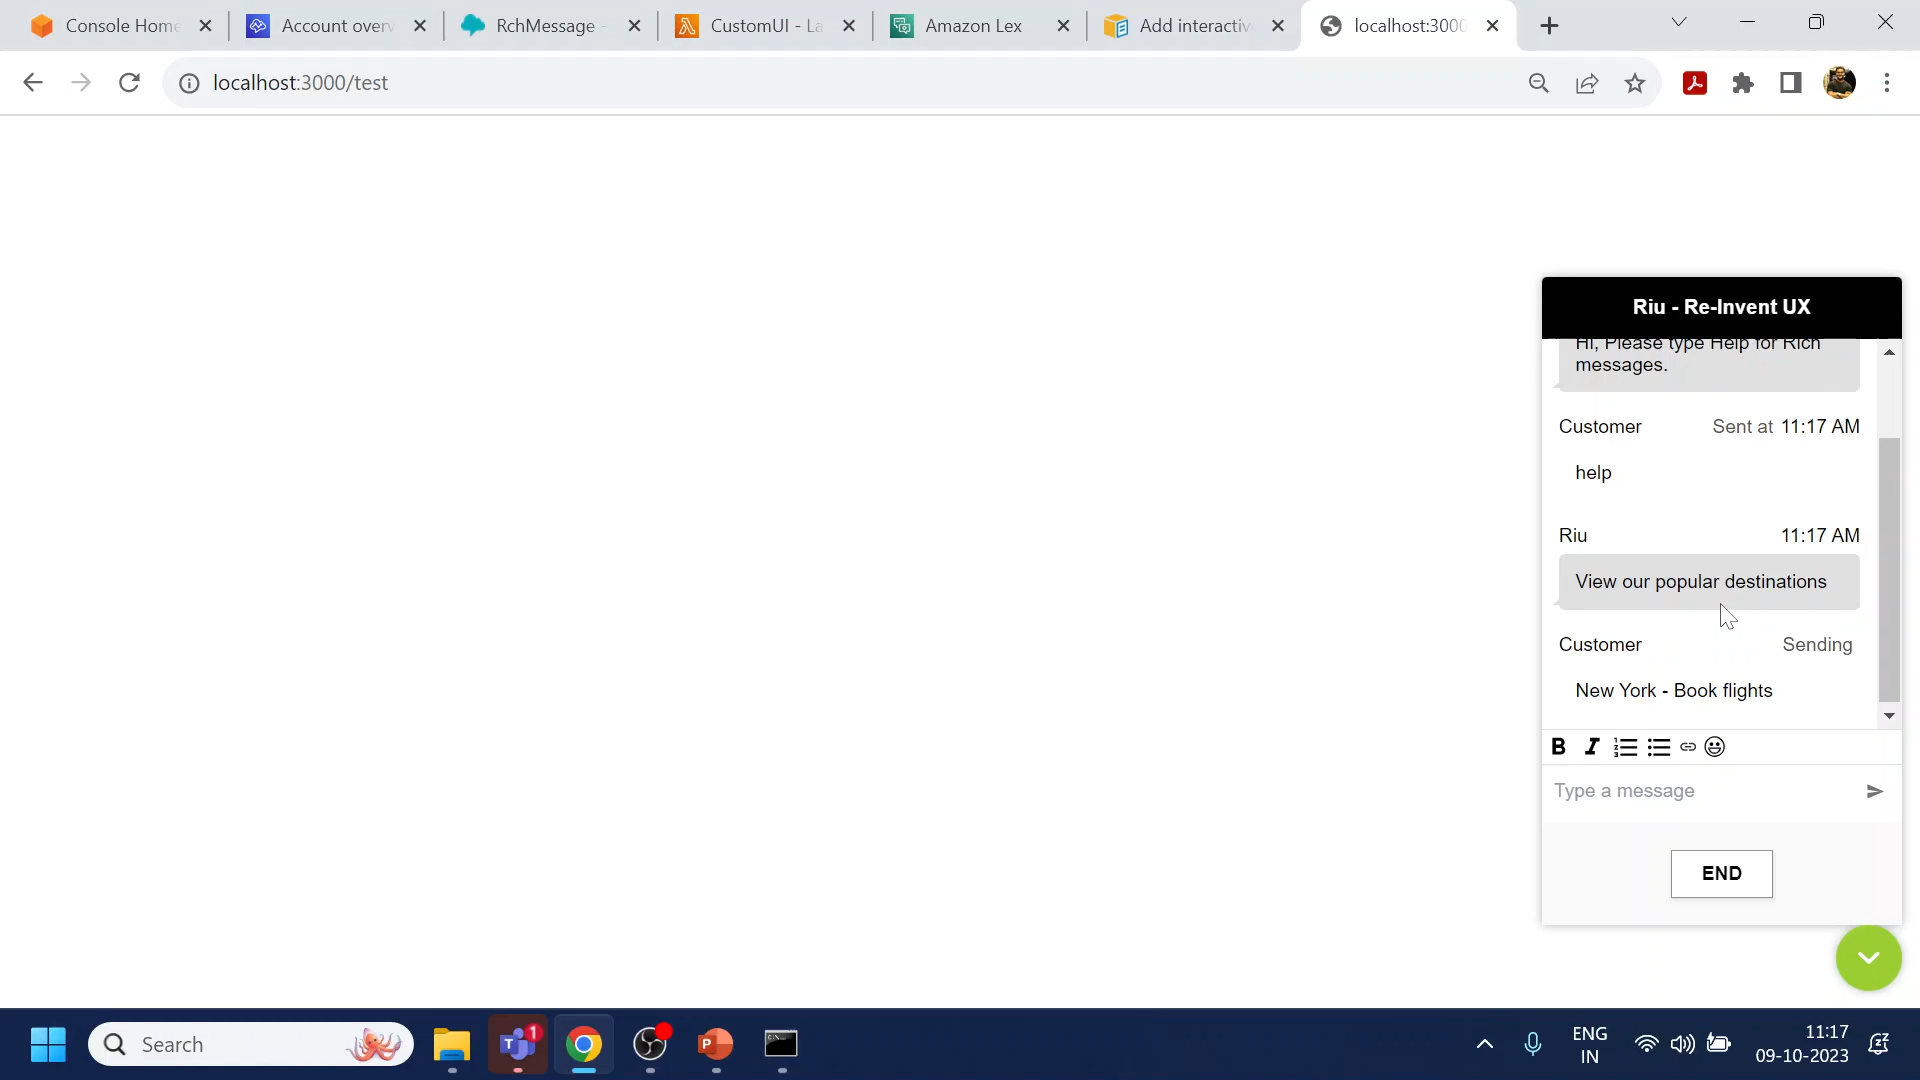 Console Home
Account over
RchMessage -
CustomUI - La
Amazon Lex
Add interactiv
localhost:3000
localhost:3000/test
Riu - Re-Invent UX
Hi, Please type Help for Rich
messages.
Customer Sent at 11:17 AM
help
Riu 11:17 AM
View our popular destinations
Customer Sending
New York - Book flights
B I
Type a message
END
Search
1
P
ENG
IN
11:17
09-10-2023